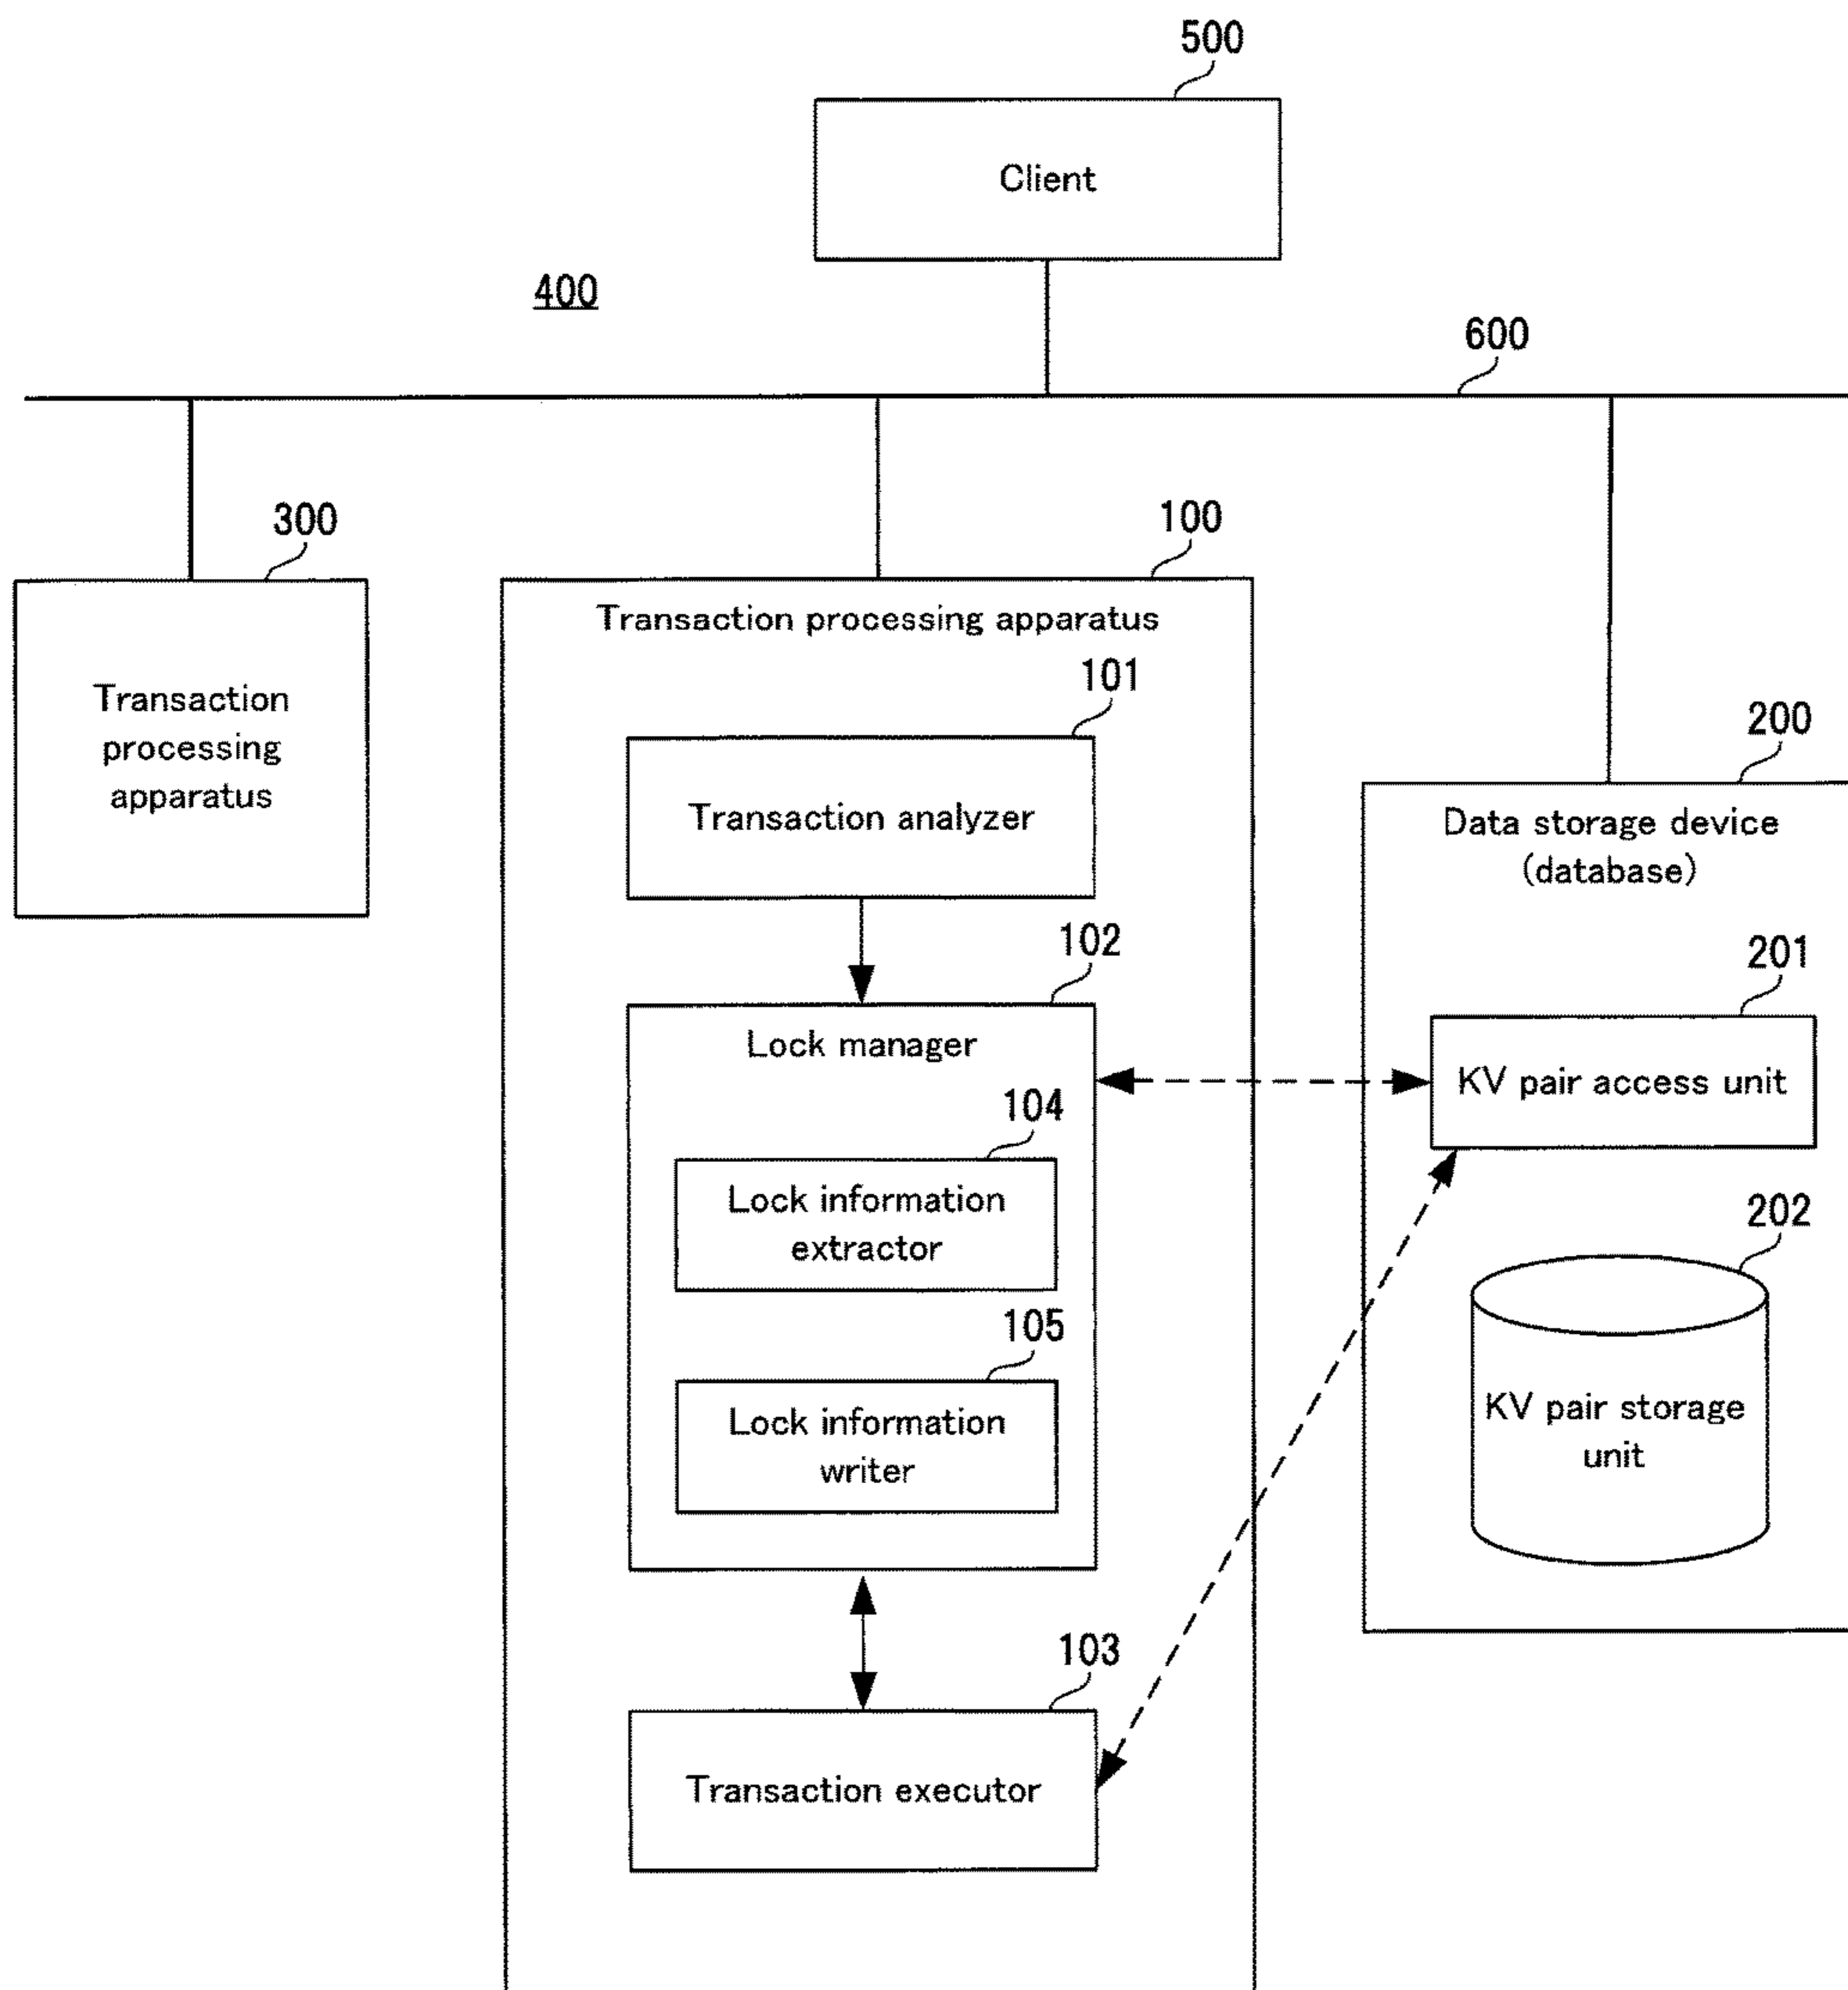 500
Client
400
600
300
100
Transaction processing apparatus
Transaction
processing
apparatus
101
Transaction analyzer
200
Data storage device
(database)
102
Lock manager
201
KV pair access unit
104
Lock information
extractor
202
KV pair storage
unit
105
Lock information
writer
103
Transaction executor